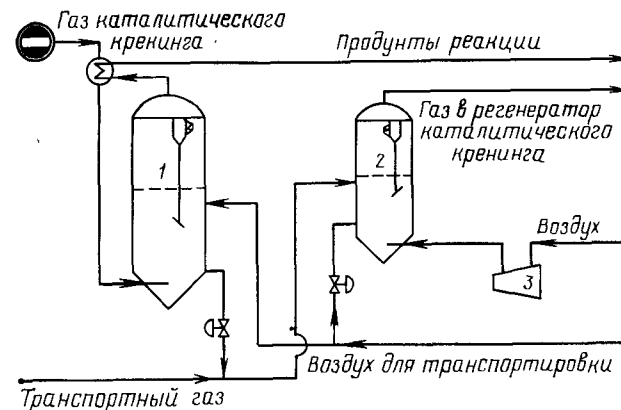 Газ каталитического
крекинга
Продукты реакции
Газ в регенератор
каталитического
крекинга
1
2
Воздух
3
Воздух для транспортировки
Транспортный газ